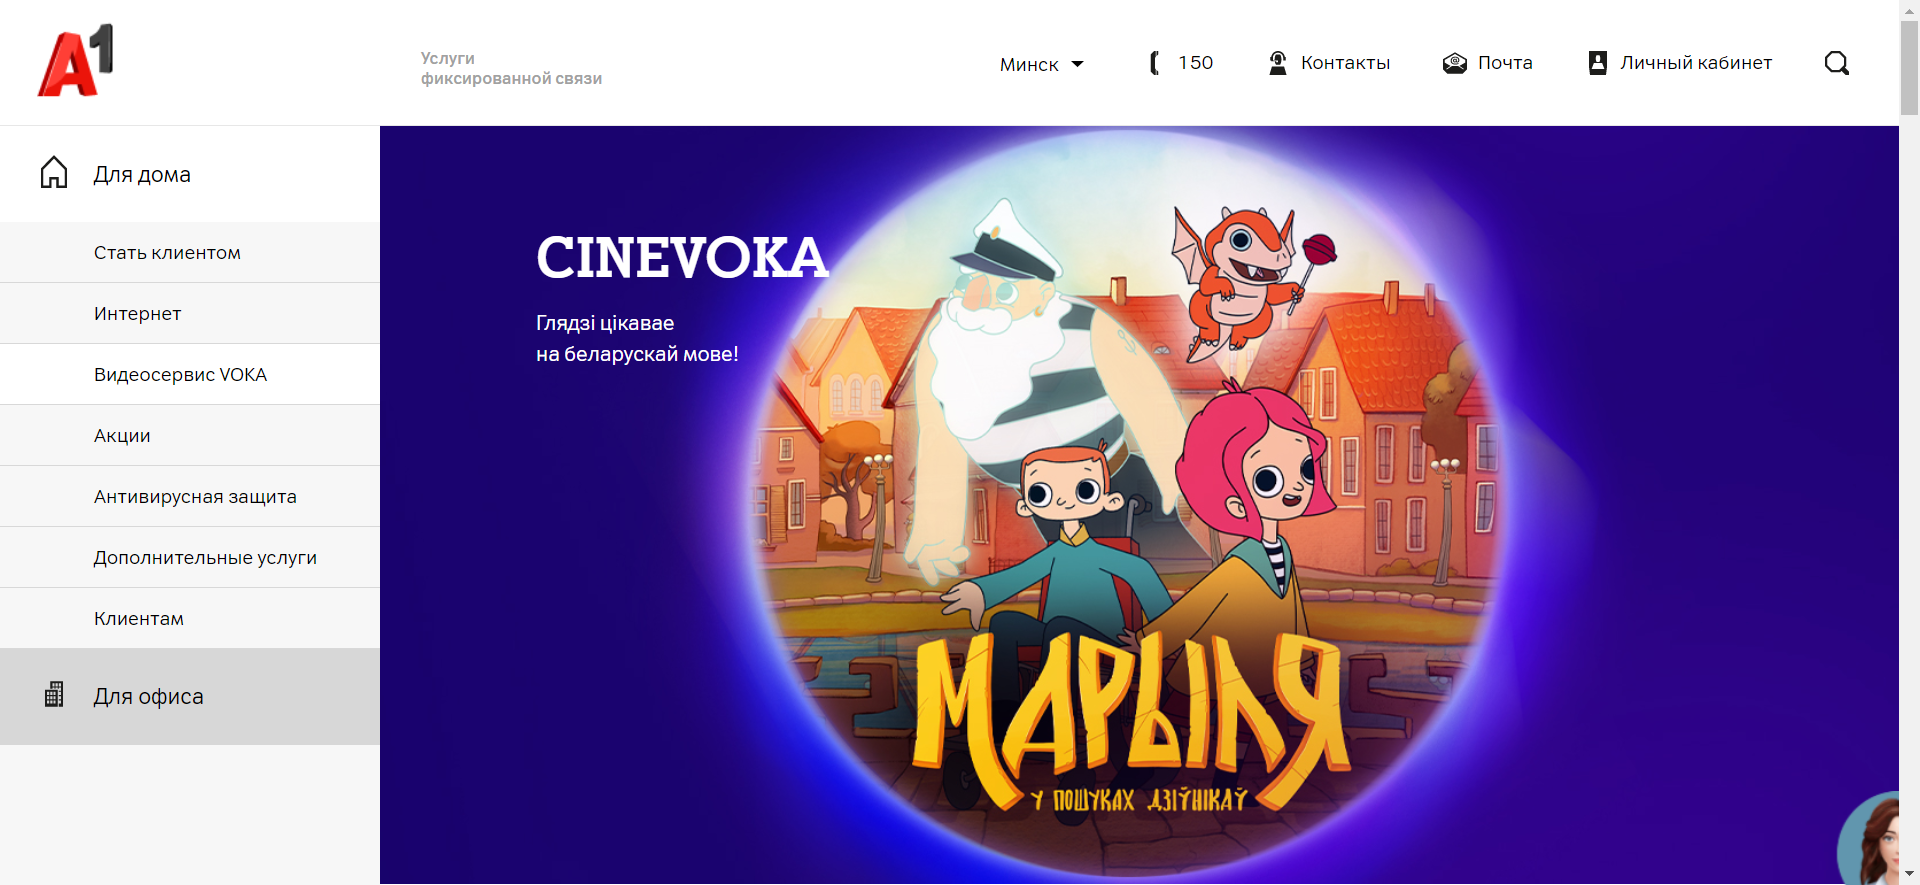 A1
Услуги
фиксированной связи
Минск
150
Контакты
Почта
Личный кабинет
Для дома
Стать клиентом
Интернет
Видеосервис VOKA
Акции
Антивирусная защита
Дополнительные услуги
Клиентам
Для офиса
CINEVOKA
Глядзі цікавае
на беларускай мове!
МАРЫЛЯ
У ПОШУКАХ ДЗІЎНІКАЎ